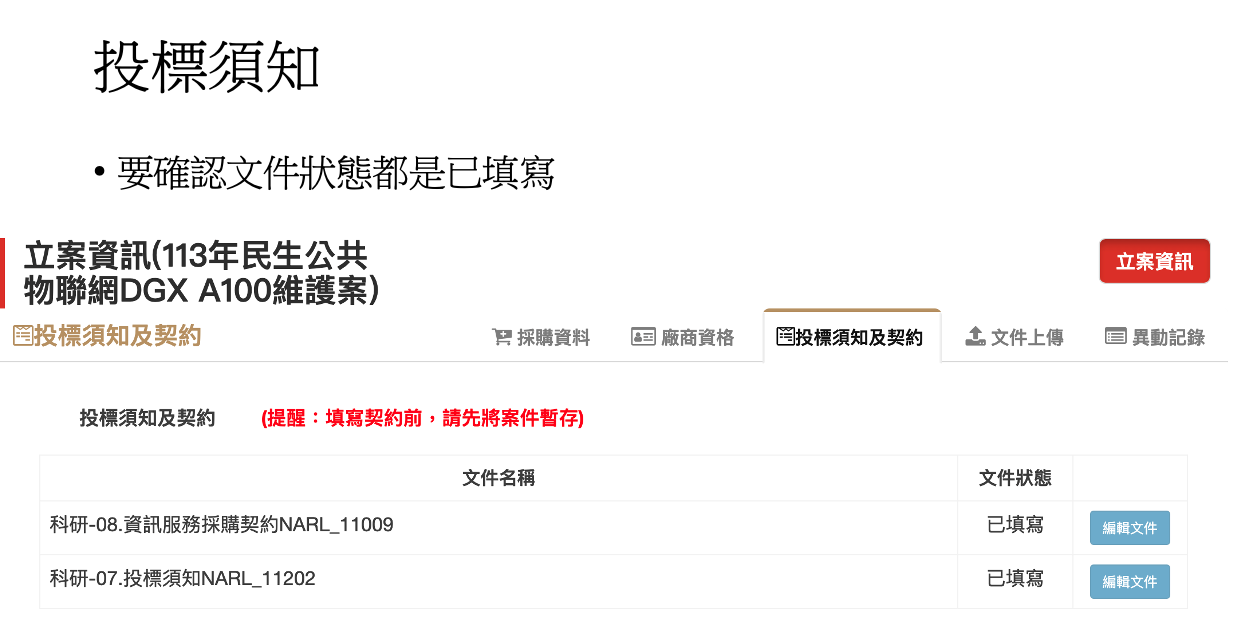 投標須知
• 要確認文件狀態都是已填寫
立案資訊(113年民生公共
物聯網DGX A100維護案)
立案資訊
投標須知及契約
採購資料
廠商資格
投標須知及契約
文件上傳
異動記錄
投標須知及契約 (提醒：填寫契約前，請先將案件暫存)
文件名稱 文件狀態
科研-08.資訊服務採購契約NARL_11009 已填寫 編輯文件
科研-07.投標須知NARL_11202 已填寫 編輯文件